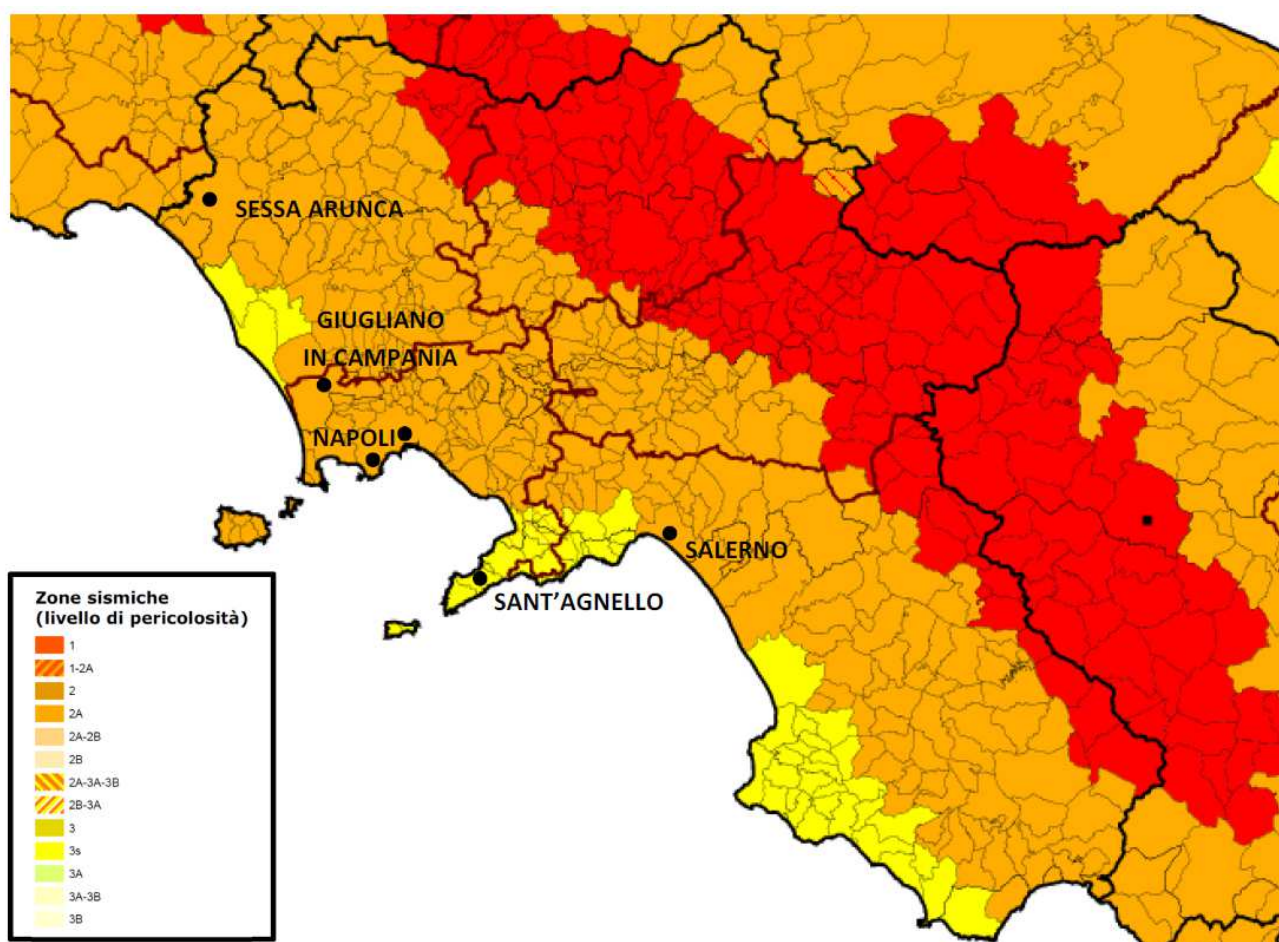 SESSA ARUNCA
GIUGLIANO
IN CAMPANIA
NAPOLI
SALERNO
SANT'AGNELLO
Zone sismiche
(livello di pericolosità)
1
1-2A
2
2A
2A-2B
2B
2A-3A-3B
2B-3A
3
3s
3A
3A-3B
3B